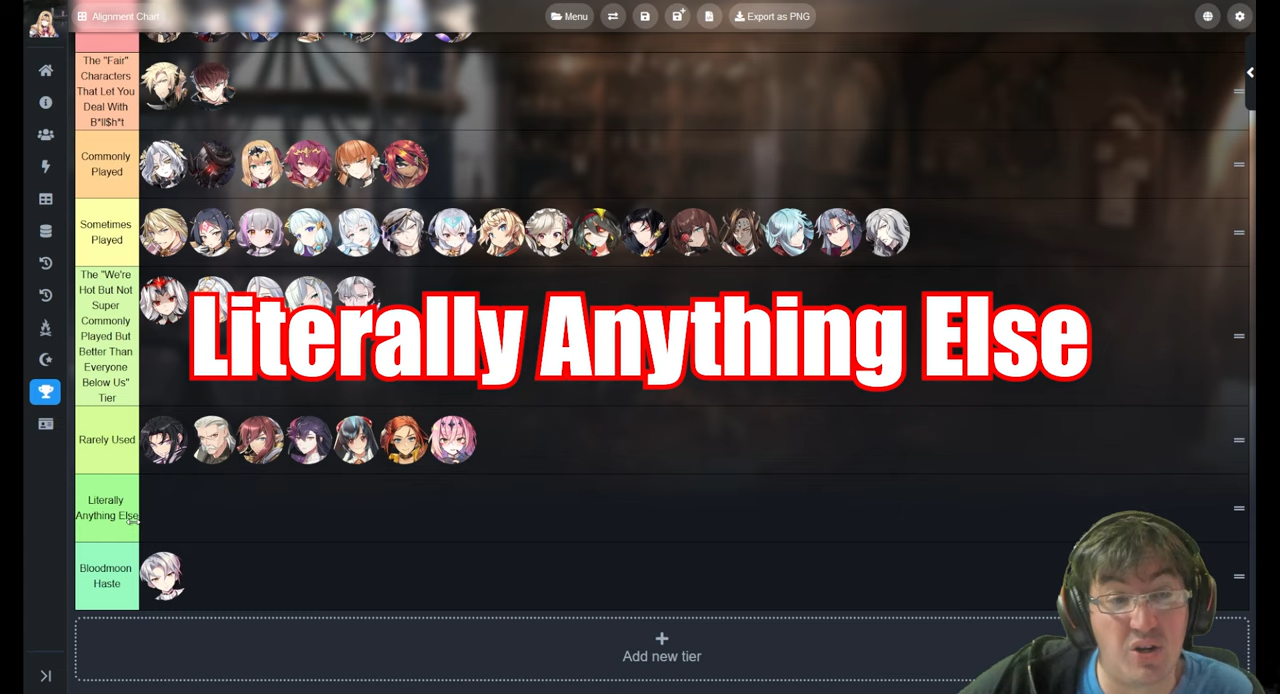 Alignment Chart
Menu
Export as PNG
The "Fair"
Characters
That Let You
Deal With
B*ll$h*t
Commonly
Played
Sometimes
Played
The "We're
Hot But Not
Super
Commonly
Played But
Better Than
Everyone
Below Us"
Tier
Literally Anything Else
Rarely Used
Literally
Anything Else
Bloodmoon
Haste
Add new tier